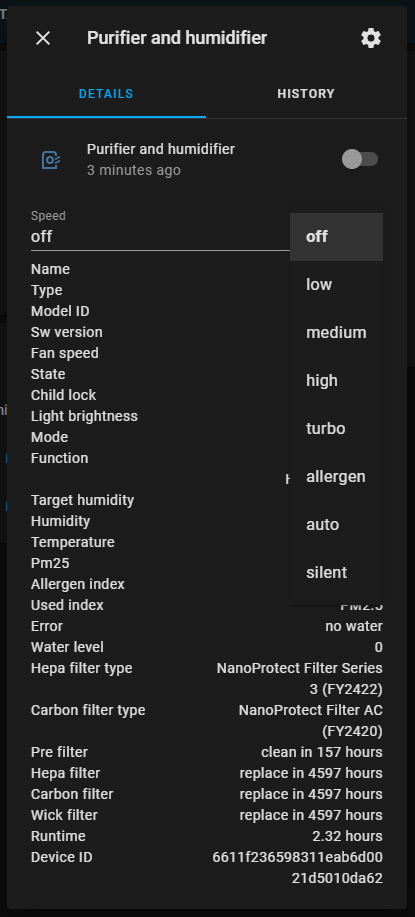 T.
Purifier and humidifier
DETAILS
HISTORY
Purifier and humidifier
3 minutes ago
Speed
off
off
low
medium
high
turbo
allergen
auto
silent
Name
Type
Model ID
Sw version
Fan speed
State
Child lock
Light brightness
Mode
Function
Target humidity
Humidity
Temperature
Pm25
Allergen index
Used index PM2.5
Error no water
Water level 0
Hepa filter type NanoProtect Filter Series
3 (FY2422)
Carbon filter type NanoProtect Filter AC
(FY2420)
Pre filter clean in 157 hours
Hepa filter replace in 4597 hours
Carbon filter replace in 4597 hours
Wick filter replace in 4597 hours
Runtime 2.32 hours
Device ID 6611f236598311eab6d00
21d5010da62